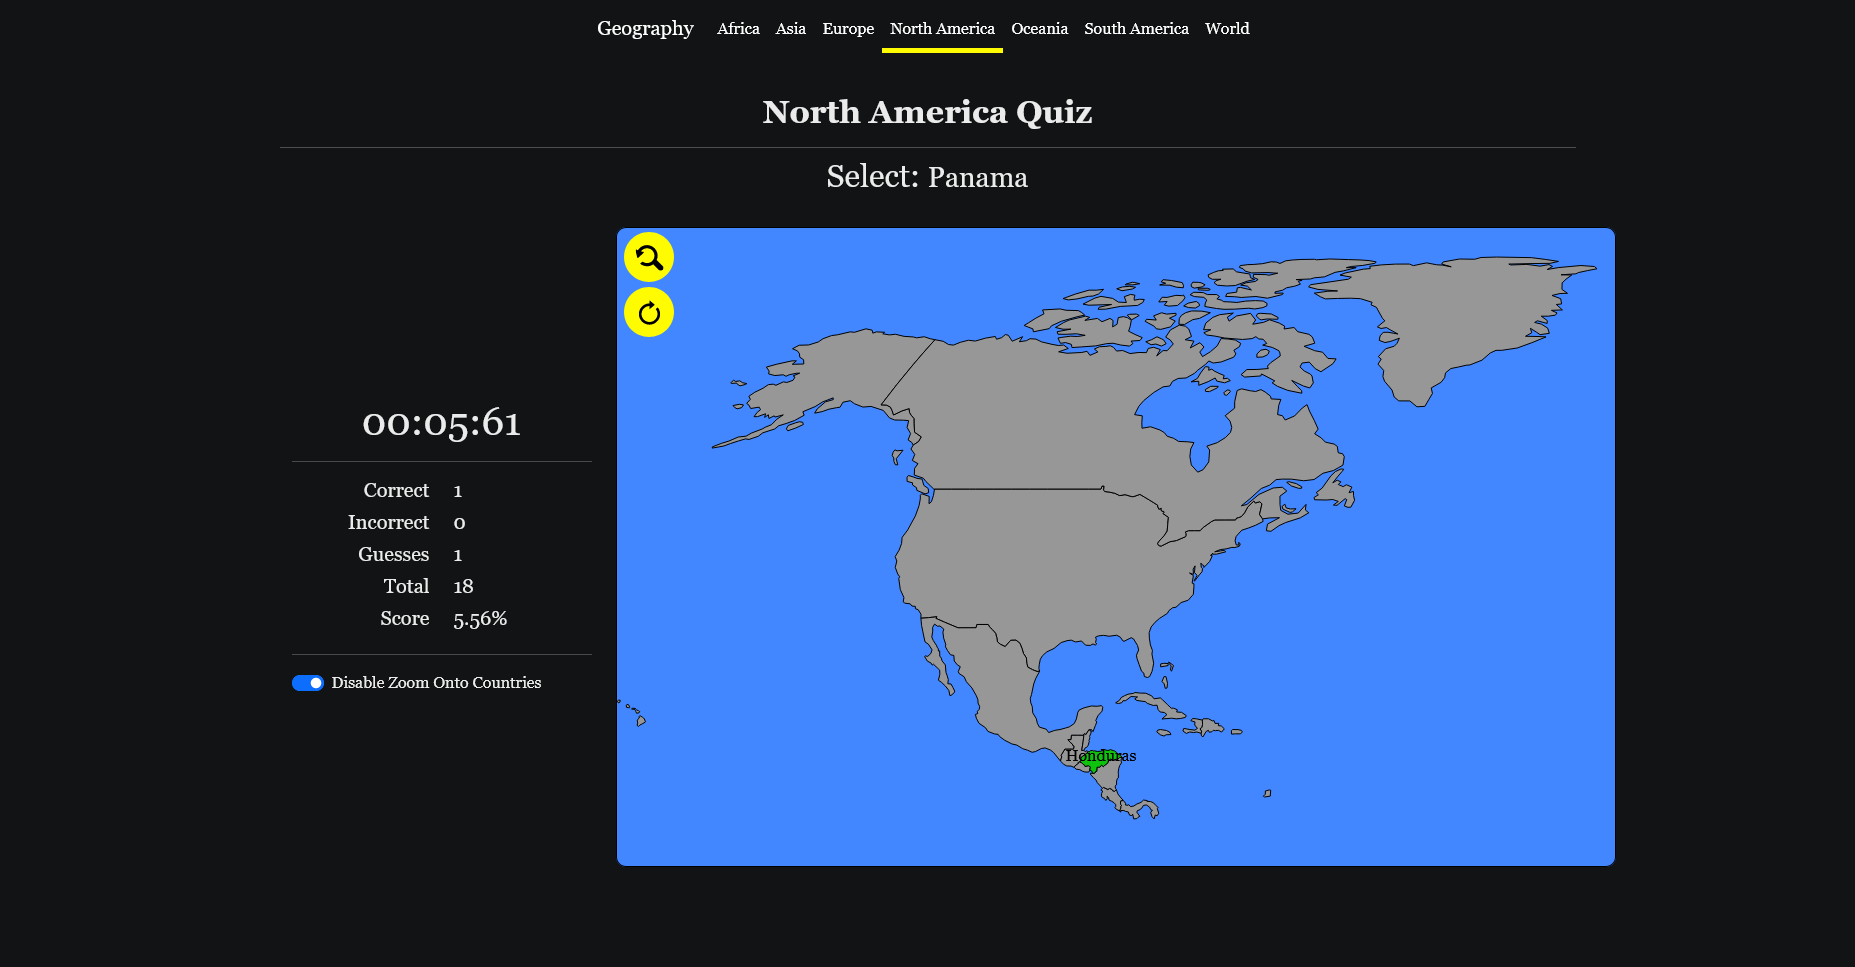 Geography Africa Asia Europe North America Oceania South America World
North America Quiz
Select: Panama
00:05:61
Correct 1
Incorrect 0
Guesses 1
Total 18
Score 5.56%
Disable Zoom Onto Countries
Honduras